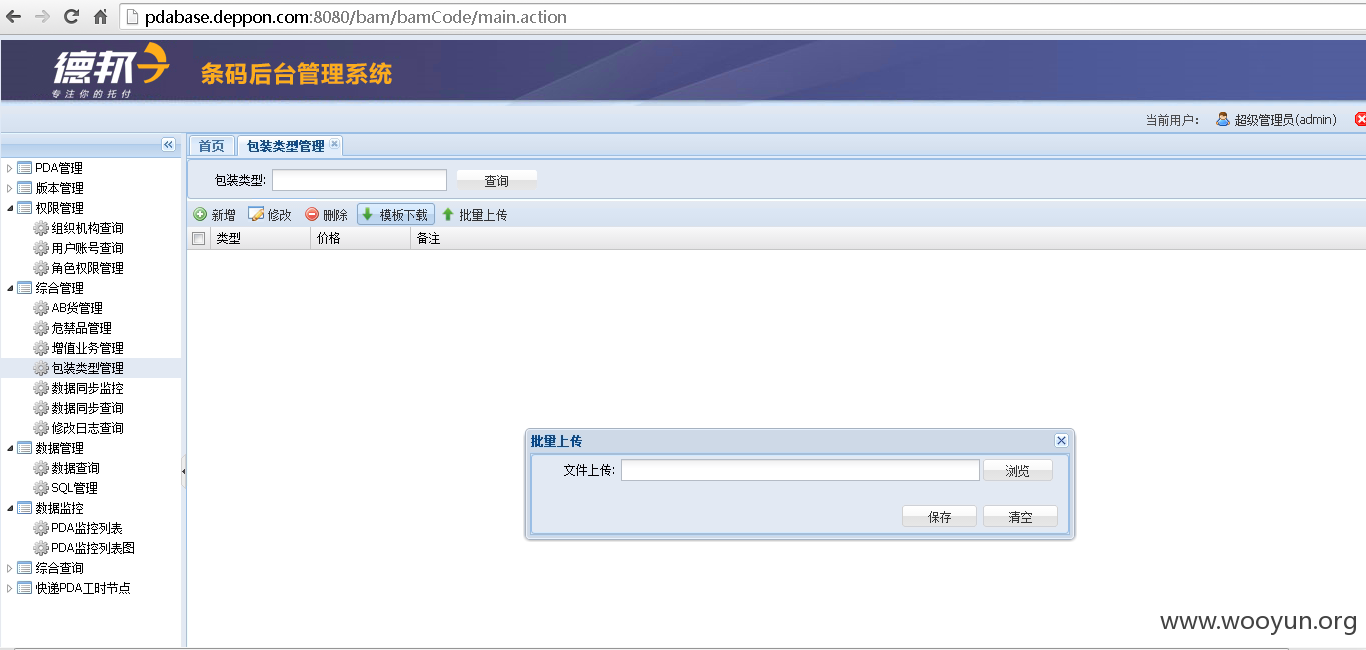 pdabase.deppon.com:8080/bam/bamCode/main.action
德邦
专注你的托付
条码后台管理系统
当前用户: 超级管理员(admin)
首页 包装类型管理
PDA管理
版本管理
权限管理
组织机构查询
用户账号查询
角色权限管理
综合管理
AB货管理
危禁品管理
增值业务管理
包装类型管理
数据同步监控
数据同步查询
修改日志查询
数据管理
数据查询
SQL管理
数据监控
PDA监控列表
PDA监控列表图
综合查询
快递PDA工时节点
包装类型: 查询
新增 修改 删除 模板下载 批量上传
类型 价格 备注
批量上传
文件上传: 浏览
保存 清空
www.wooyun.org